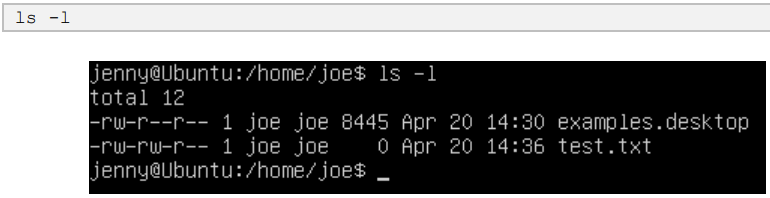 ls -l
jenny@Ubuntu:/home/joe$ ls -l
total 12
-rw-r--r-- 1 joe joe 8445 Apr 20 14:30 examples.desktop
-rw-rw-r-- 1 joe joe    0 Apr 20 14:36 test.txt
jenny@Ubuntu:/home/joe$ _